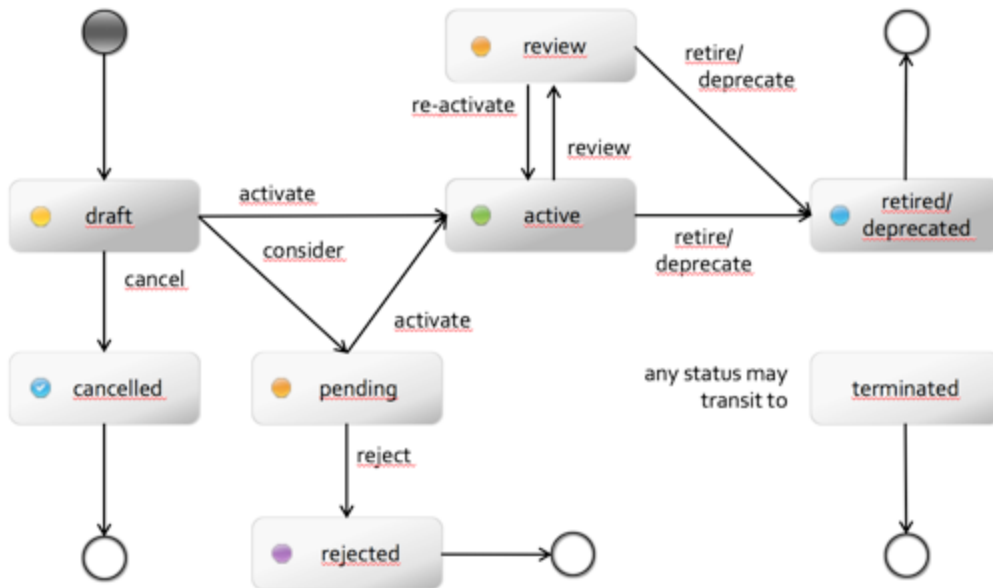 review
retire/
deprecate
re-activate
review
draft
activate
active
retired/
deprecated
consider
retire/
deprecate
cancel
activate
cancelled
pending
any status may
transit to
terminated
reject
rejected